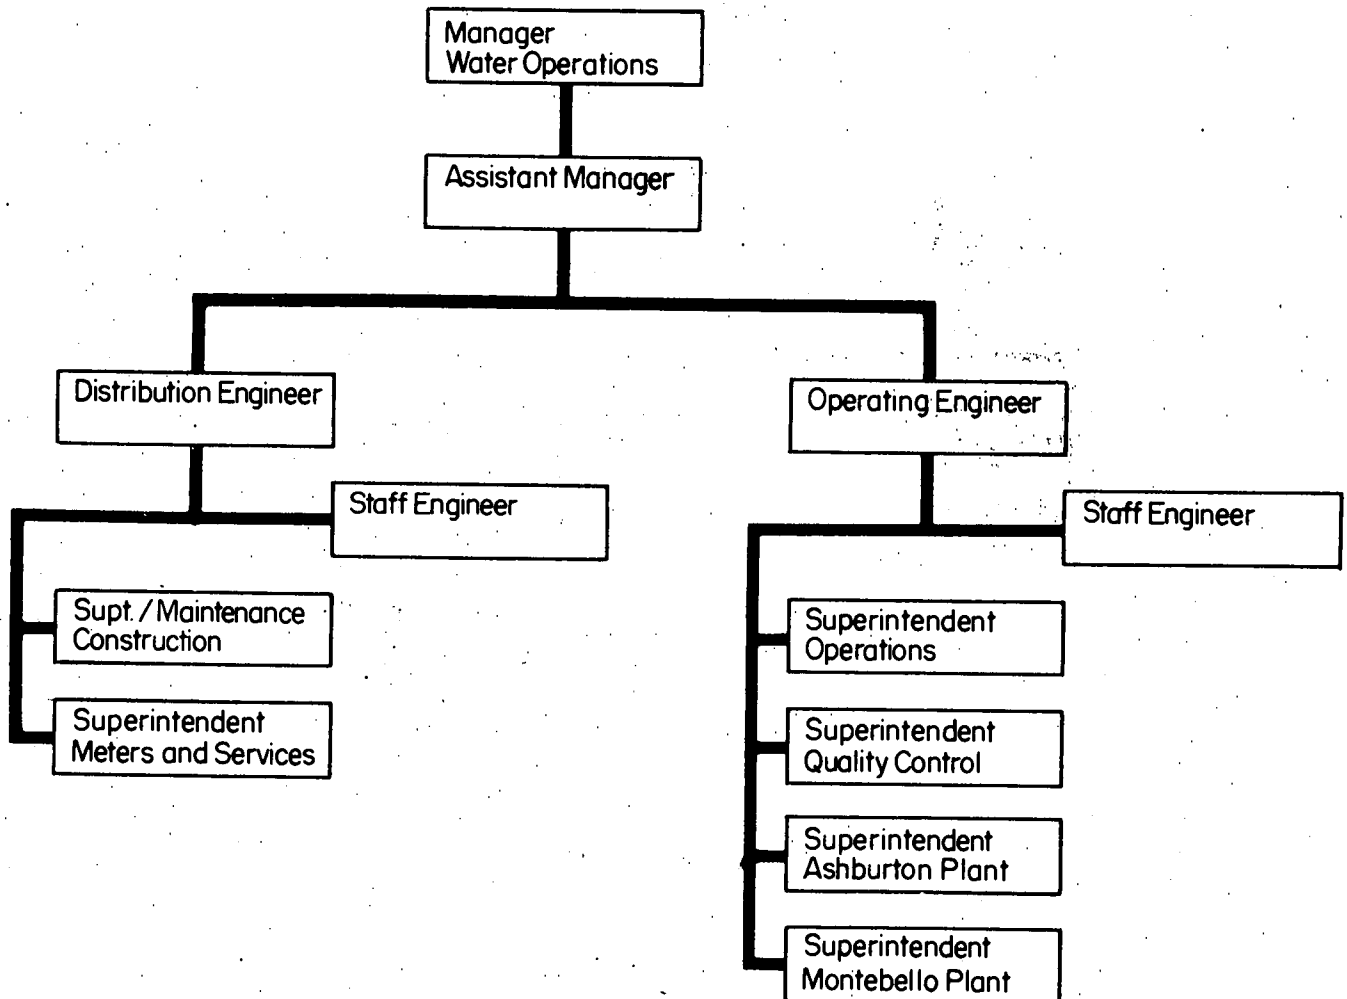 Manager
Water Operations
Assistant Manager
Distribution Engineer
Staff Engineer
Supt. / Maintenance
Construction
Superintendent
Meters and Services
Operating Engineer
Staff Engineer
Superintendent
Operations
Superintendent
Quality Control
Superintendent
Ashburton Plant
Superintendent
Montebello Plant